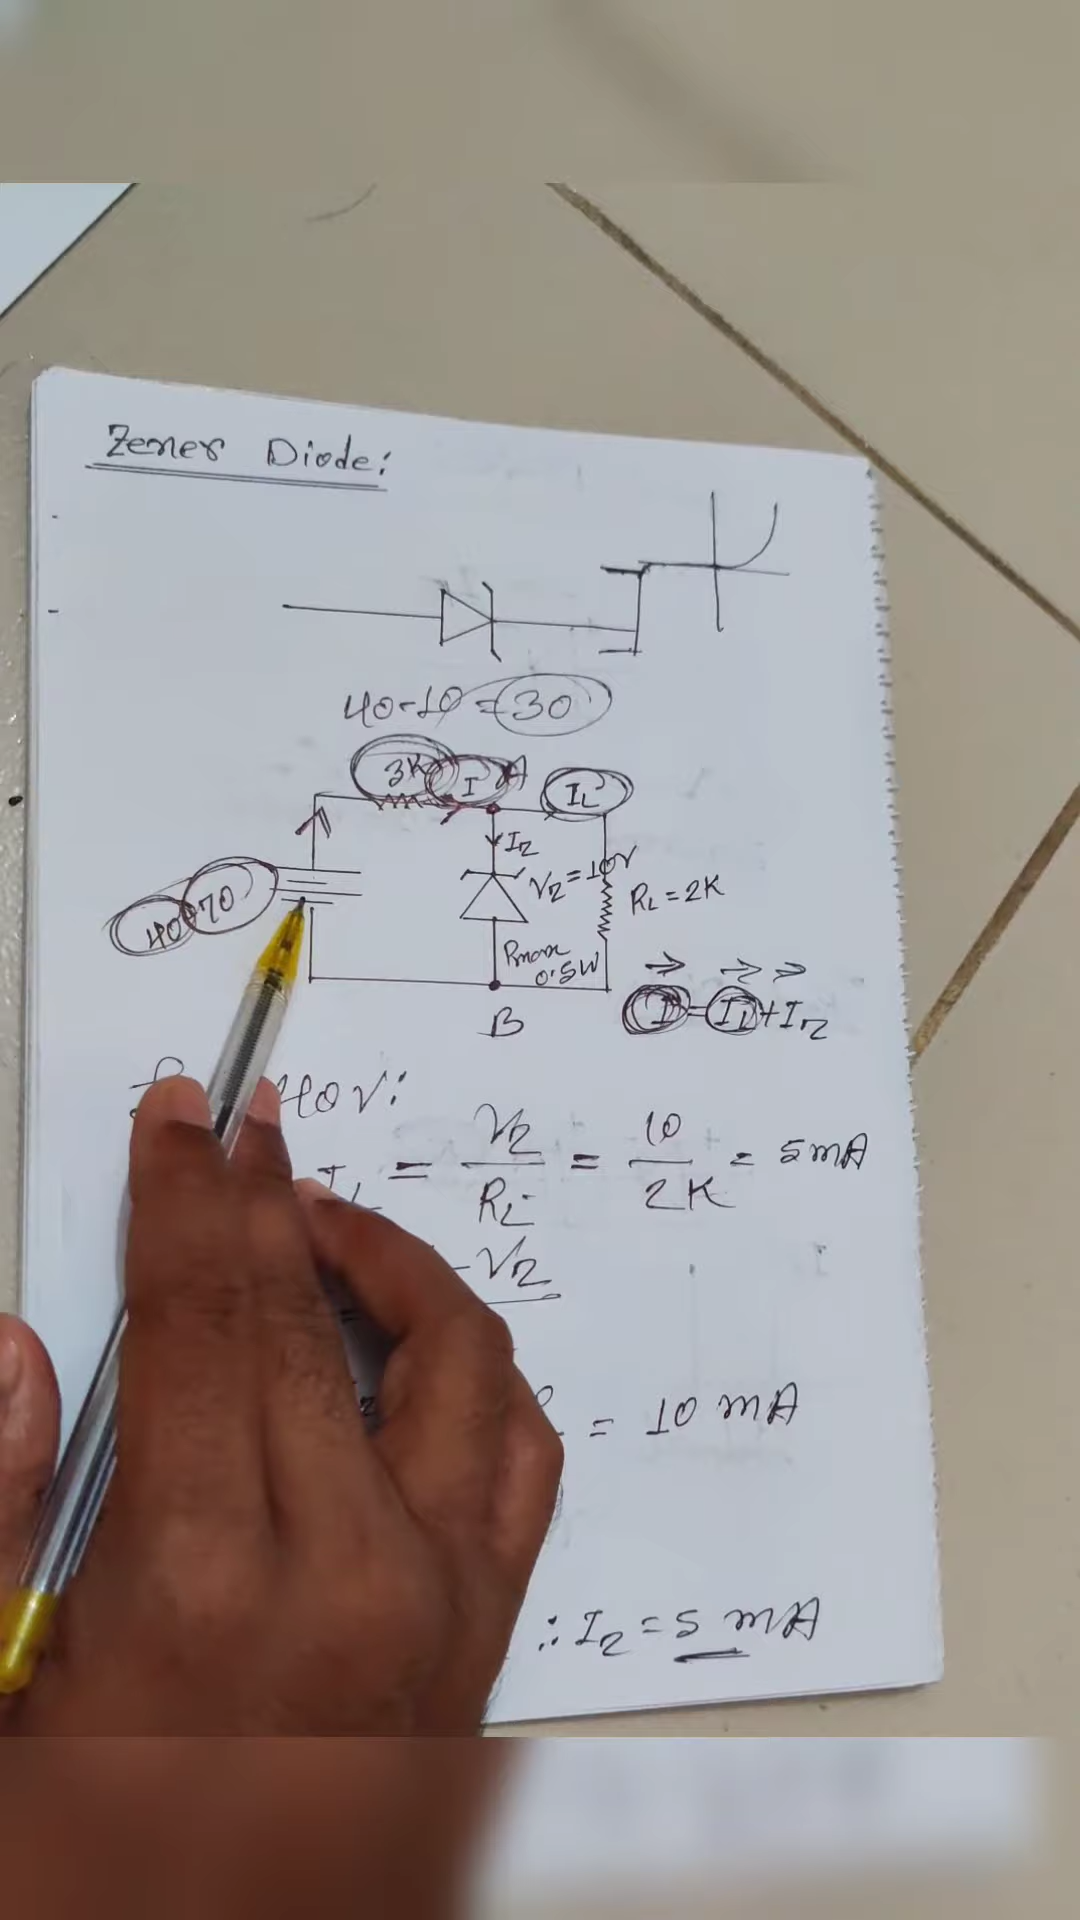 Zener Diode:
40-10=30
3K I A IL
Iz
40-70
Vz=10V
RL=2K
Pmax
0.5W
B
I=IL+Iz
40V:
IL = Vz/RL = 10/2K = 5mA
-Vz
= 10 mA
∴ Iz=5 mA